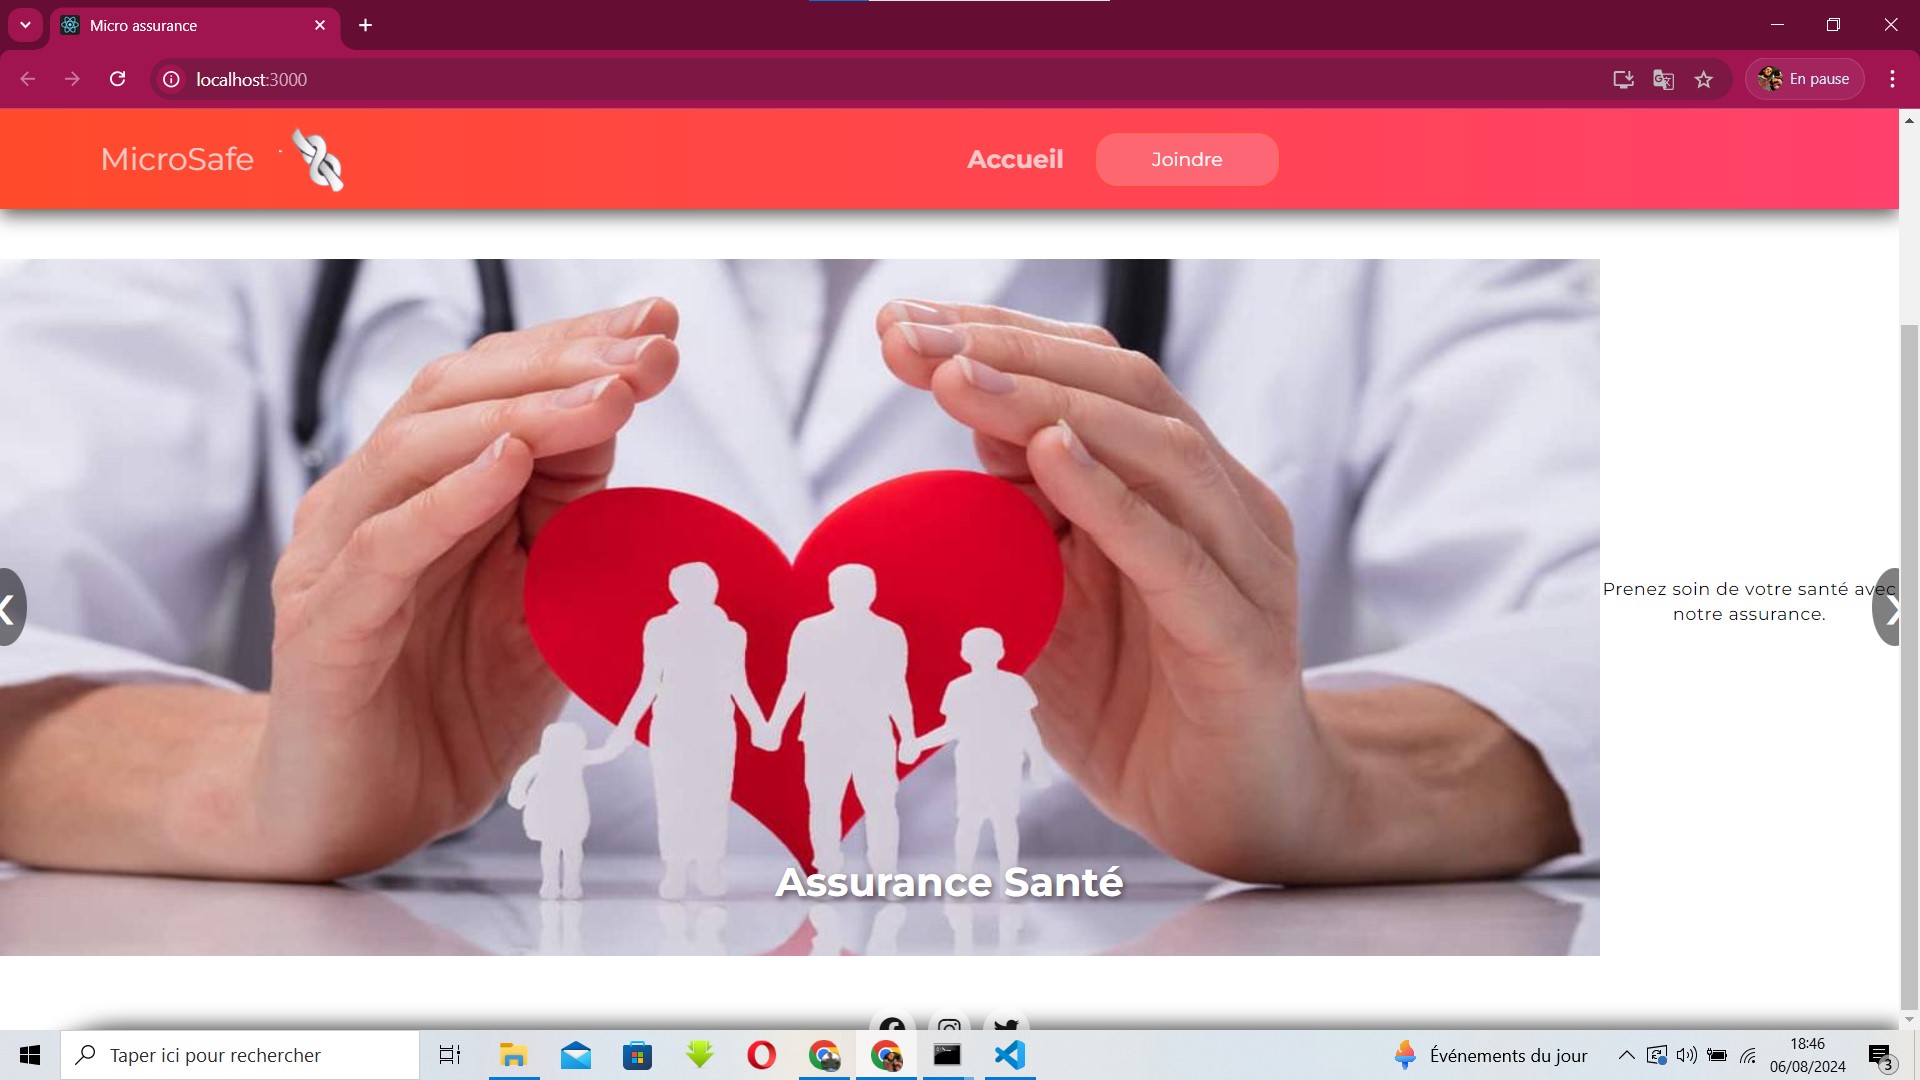 Micro assurance
localhost:3000
En pause
MicroSafe
Accueil
Joindre
Prenez soin de votre santé avec
notre assurance.
Assurance Santé
Taper ici pour rechercher
Événements du jour
18:46
06/08/2024
3